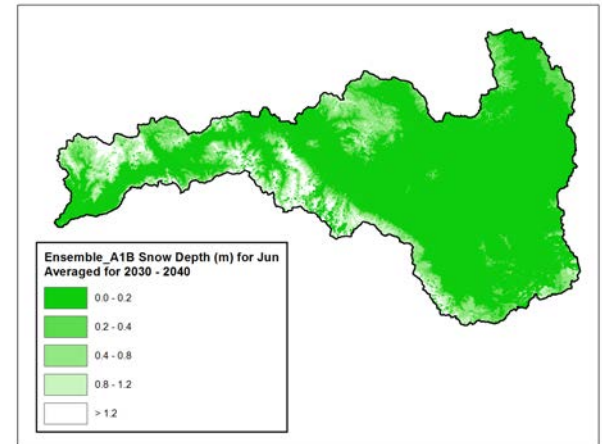 Ensemble_A1B Snow Depth (m) for Jun
Averaged for 2030 - 2040
0.0 - 0.2
0.2 - 0.4
0.4 - 0.8
0.8 - 1.2
> 1.2